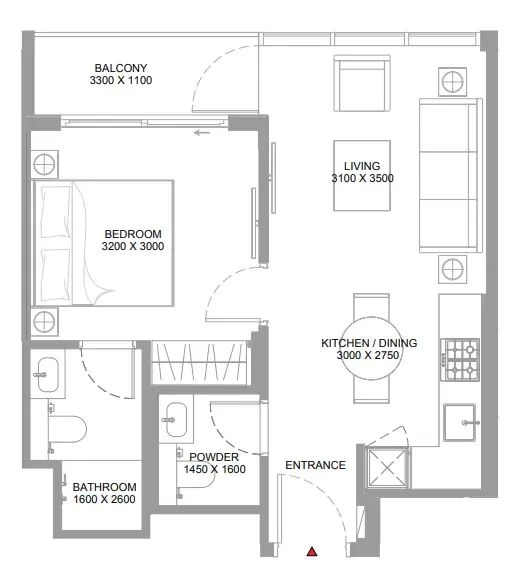 BALCONY
3300 X 1100
LIVING
3100 X 3500
BEDROOM
3200 X 3000
KITCHEN / DINING
3000 X 2750
POWDER
1450 X 1600
ENTRANCE
BATHROOM
1600 X 2600